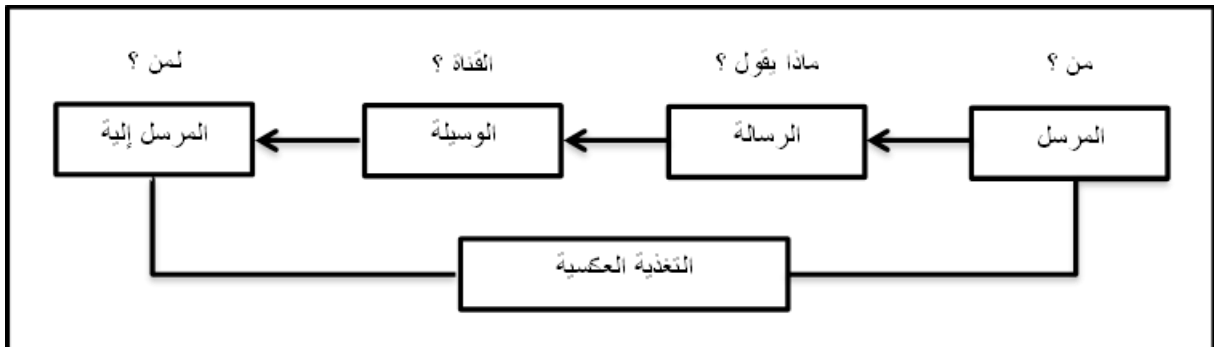 من ؟
ماذا يقول ؟
القناة ؟
لمن ؟
المرسل
الرسالة
الوسيلة
المرسل إلية
التغذية العكسية